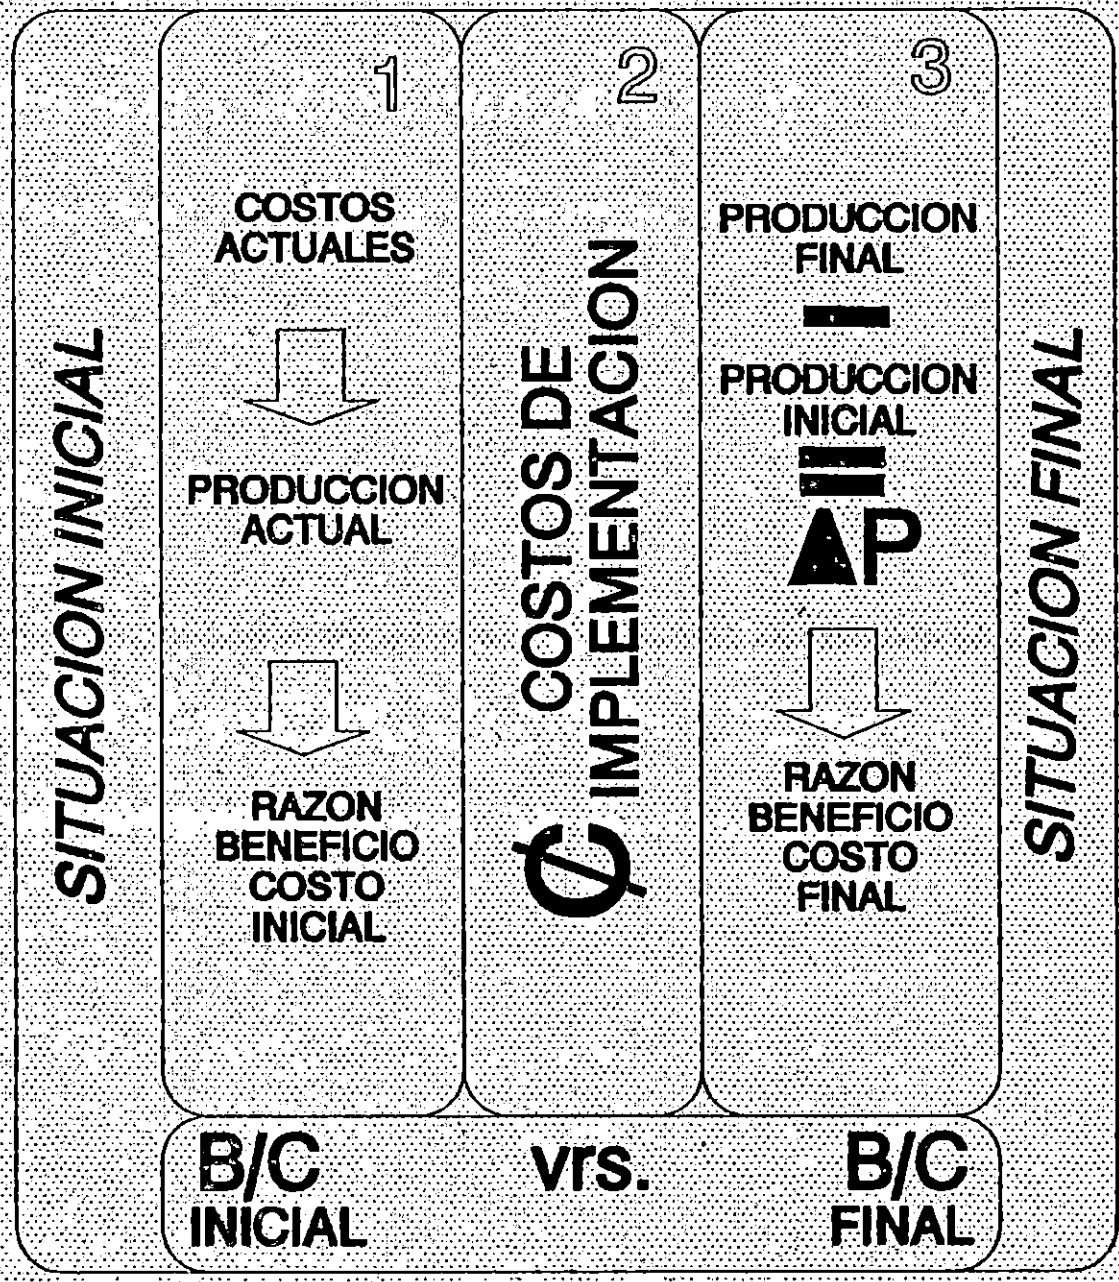 SITUACION INICIAL
1
COSTOS
ACTUALES
PRODUCCION
ACTUAL
RAZON
BENEFICIO
COSTO
INICIAL
2
₡ COSTOS DE
IMPLEMENTACION
3
PRODUCCION
FINAL
-
PRODUCCION
INICIAL
=
▲P
RAZON
BENEFICIO
COSTO
FINAL
SITUACION FINAL
B/C
INICIAL
vrs.
B/C
FINAL